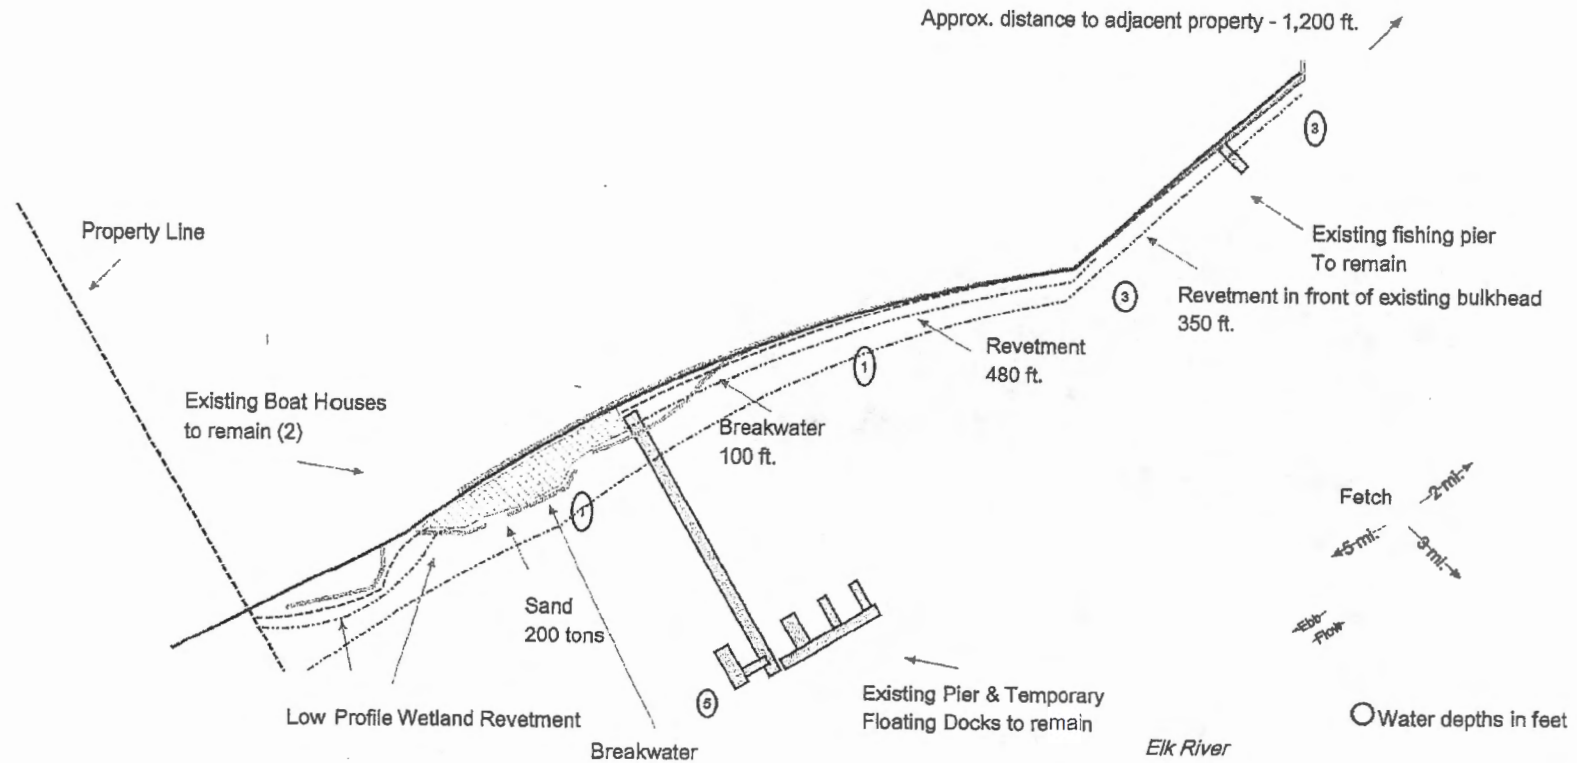 Approx. distance to adjacent property - 1,200 ft.
3
Property Line
Existing fishing pier
To remain
3
Revetment in front of existing bulkhead
350 ft.
Revetment
480 ft.
1
Existing Boat Houses
to remain (2)
Breakwater
100 ft.
Fetch
2 mi.
5 mi.
3 mi.
1
Sand
200 tons
Ebb
Flow
5
Existing Pier & Temporary
Floating Docks to remain
Low Profile Wetland Revetment
Water depths in feet
Breakwater
Elk River